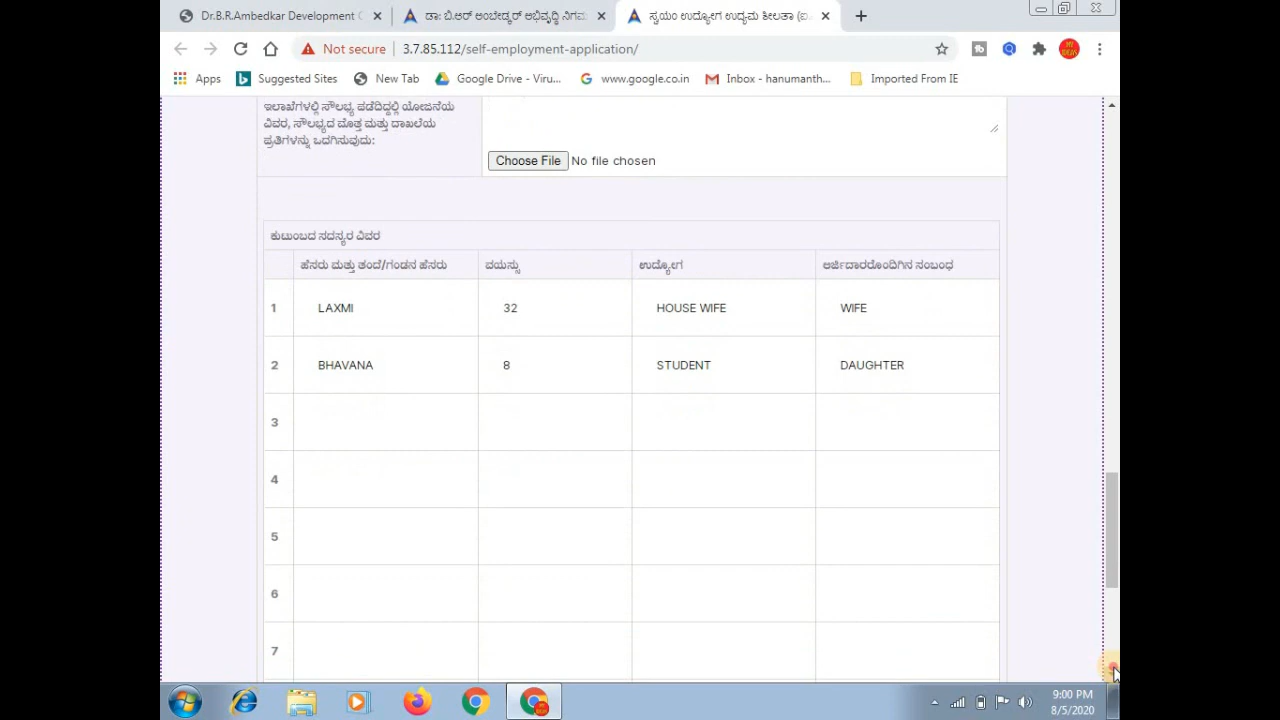 Dr.B.R.Ambedkar Development C
ಡಾ: ಬಿ.ಆರ್ ಅಂಬೇಡ್ಕರ್ ಅಭಿವೃದ್ಧಿ ನಿಗಮ
ಸ್ವಯಂ ಉದ್ಯೋಗ ಉದ್ಯಮ ಶೀಲತಾ (ಐ
Not secure 3.7.85.112/self-employment-application/
Apps Suggested Sites New Tab Google Drive - Viru... www.google.co.in Inbox - hanumanth... Imported From IE
ಇಲಾಖೆಗಳಲ್ಲಿ ಸೌಲಭ್ಯ ಪಡೆದಿದ್ದಲ್ಲಿ ಯೋಜನೆಯ
ವಿವರ, ಸೌಲಭ್ಯದ ಮೊತ್ತ ಮತ್ತು ದಾಖಲೆಯ
ಪ್ರತಿಗಳನ್ನು ಒದಗಿಸುವುದು:
Choose File No file chosen
ಕುಟುಂಬದ ಸದಸ್ಯರ ವಿವರ
ಹೆಸರು ಮತ್ತು ತಂದೆ/ಗಂಡನ ಹೆಸರು ವಯಸ್ಸು ಉದ್ಯೋಗ ಅರ್ಜಿದಾರರೊಂದಿಗಿನ ಸಂಬಂಧ
1 LAXMI 32 HOUSE WIFE WIFE
2 BHAVANA 8 STUDENT DAUGHTER
3
4
5
6
7
9:00 PM
8/5/2020